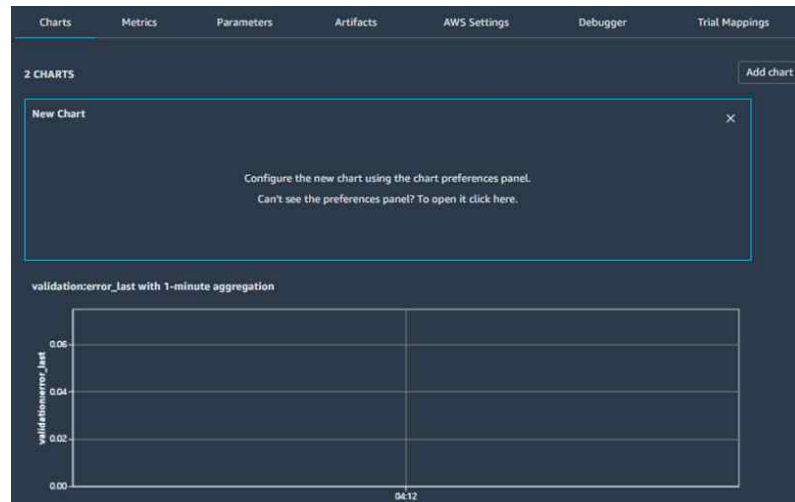 Charts Metrics Parameters Artifacts AWS Settings Debugger Trial Mappings
2 CHARTS Add chart
New Chart ×
Configure the new chart using the chart preferences panel.
Can't see the preferences panel? To open it click here.
validation:error_last with 1-minute aggregation
validation:error_last
0.06
0.04
0.02
0.00
04:12